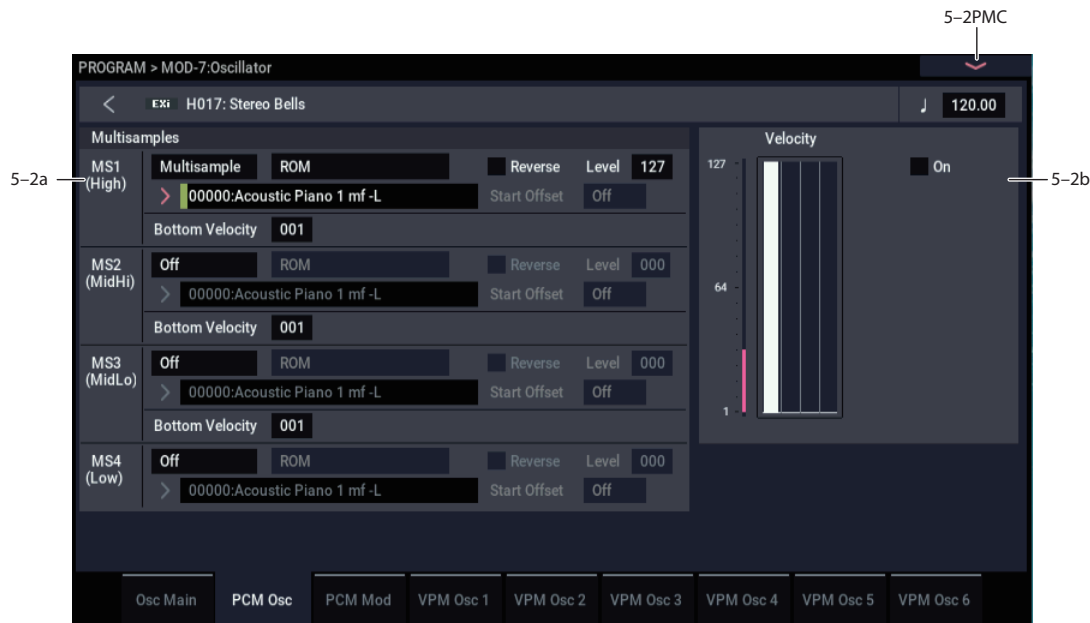 5–2PMC
PROGRAM > MOD-7:Oscillator
EXi H017: Stereo Bells
♩ 120.00
Multisamples
Velocity
5–2a
MS1
(High)
Multisample ROM Reverse Level 127
00000:Acoustic Piano 1 mf -L Start Offset Off
Bottom Velocity 001
MS2
(MidHi)
Off ROM Reverse Level 000
00000:Acoustic Piano 1 mf -L Start Offset Off
Bottom Velocity 001
MS3
(MidLo)
Off ROM Reverse Level 000
00000:Acoustic Piano 1 mf -L Start Offset Off
Bottom Velocity 001
MS4
(Low)
Off ROM Reverse Level 000
00000:Acoustic Piano 1 mf -L Start Offset Off
127
64
1
On
5–2b
Osc Main PCM Osc PCM Mod VPM Osc 1 VPM Osc 2 VPM Osc 3 VPM Osc 4 VPM Osc 5 VPM Osc 6